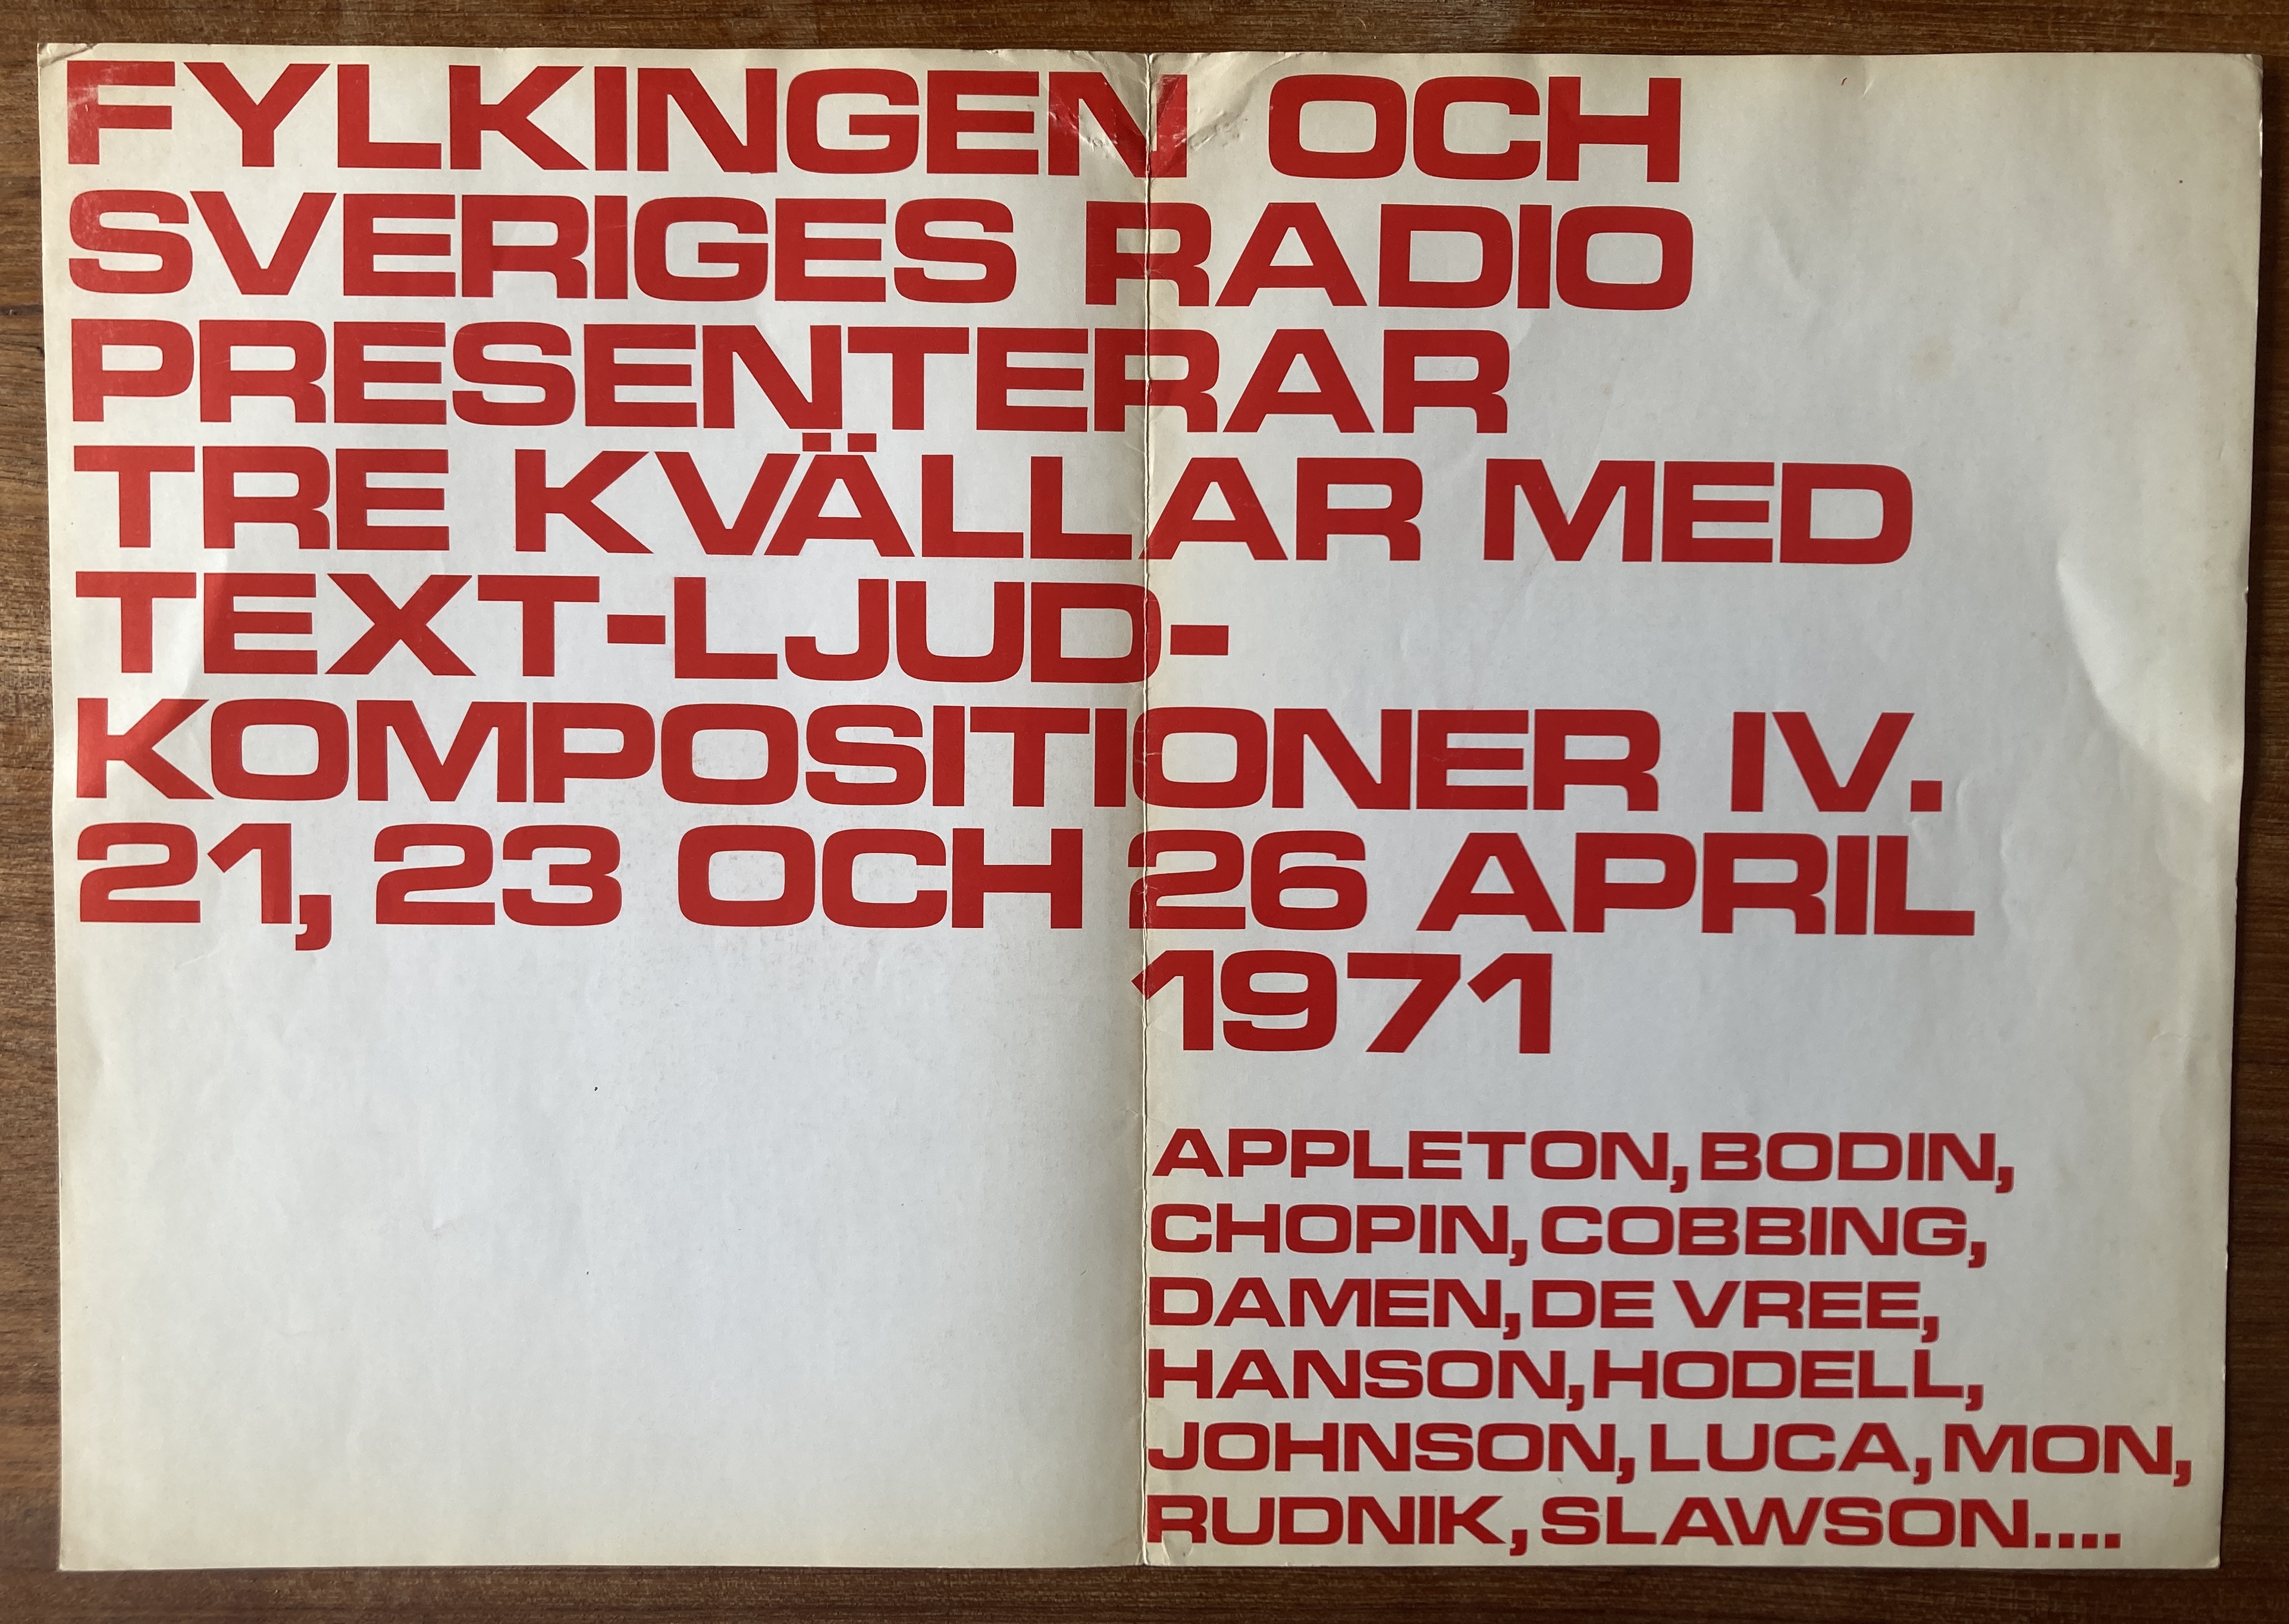 FYLKINGEN OCH
SVERIGES RADIO
PRESENTERAR
TRE KVÄLLAR MED
TEXT-LJUD-
KOMPOSITIONER IV.
21, 23 OCH 26 APRIL
1971
APPLETON, BODIN,
CHOPIN, COBBING,
DAMEN, DE VREE,
HANSON, HODELL,
JOHNSON, LUCA, MON,
RUDNIK, SLAWSON....